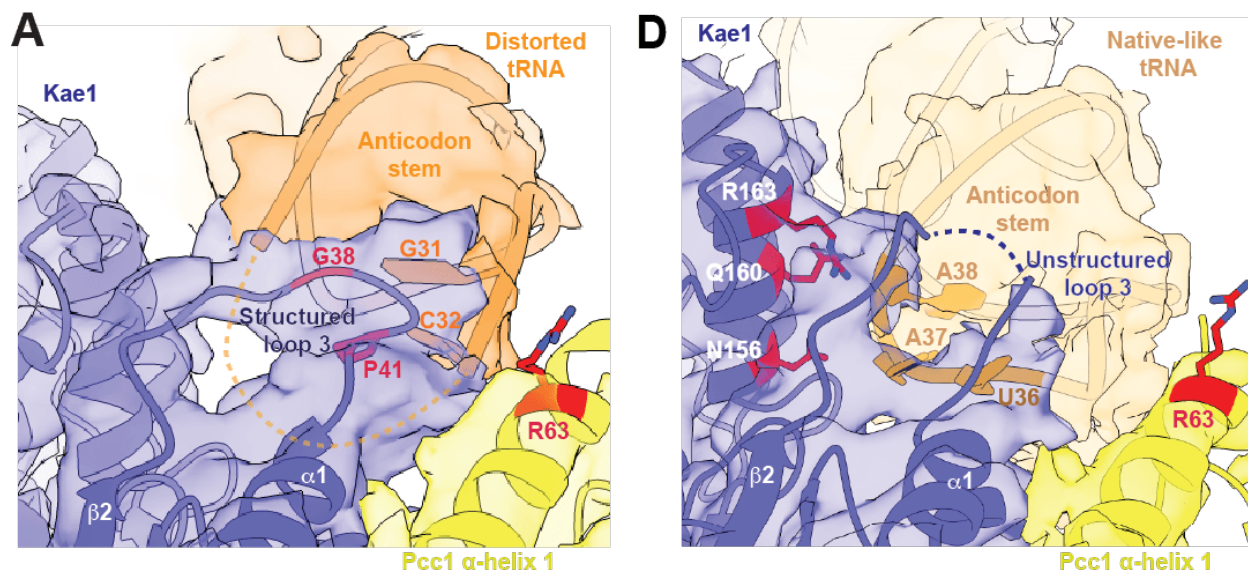 A
Kae1
Distorted
tRNA
Anticodon
stem
G38
G31
Structured
loop 3
C32
P41
R63
α1
β2
Pcc1 α-helix 1
D
Kae1
Native-like
tRNA
R163
Anticodon
stem
Q160
A38
Unstructured
loop 3
A37
N156
U36
R63
β2
α1
Pcc1 α-helix 1